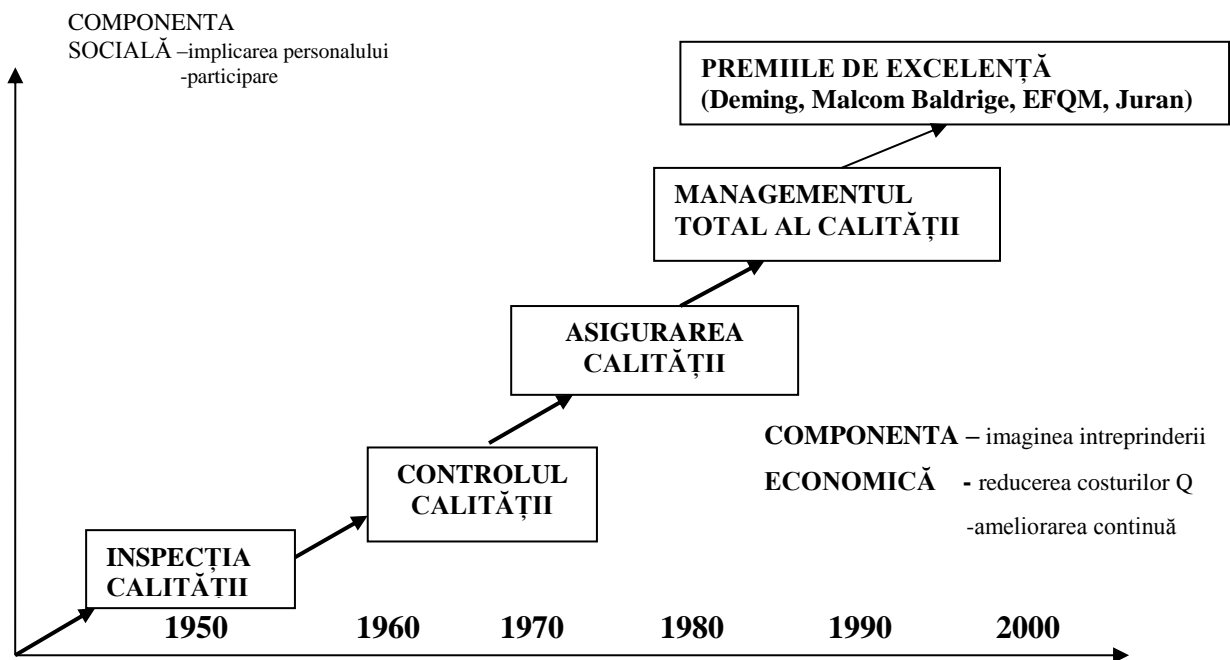 COMPONENTA
SOCIALĂ –implicarea personalului
-participare
PREMIILE DE EXCELENȚĂ
(Deming, Malcom Baldrige, EFQM, Juran)
MANAGEMENTUL
TOTAL AL CALITĂȚII
ASIGURAREA
CALITĂȚII
COMPONENTA – imaginea intreprinderii
ECONOMICĂ - reducerea costurilor Q
-ameliorarea continuă
CONTROLUL
CALITĂȚII
INSPECȚIA
CALITĂȚII
1950 1960 1970 1980 1990 2000